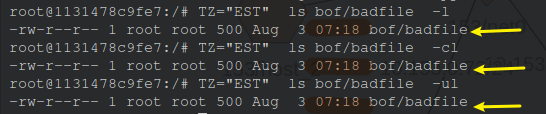 root@1131478c9fe7:/# TZ="EST"  ls bof/badfile  -l
-rw-r--r-- 1 root root 500 Aug  3 07:18 bof/badfile
root@1131478c9fe7:/# TZ="EST"  ls bof/badfile  -cl
-rw-r--r-- 1 root root 500 Aug  3 07:18 bof/badfile
root@1131478c9fe7:/# TZ="EST"  ls bof/badfile  -ul
-rw-r--r-- 1 root root 500 Aug  3 07:18 bof/badfile